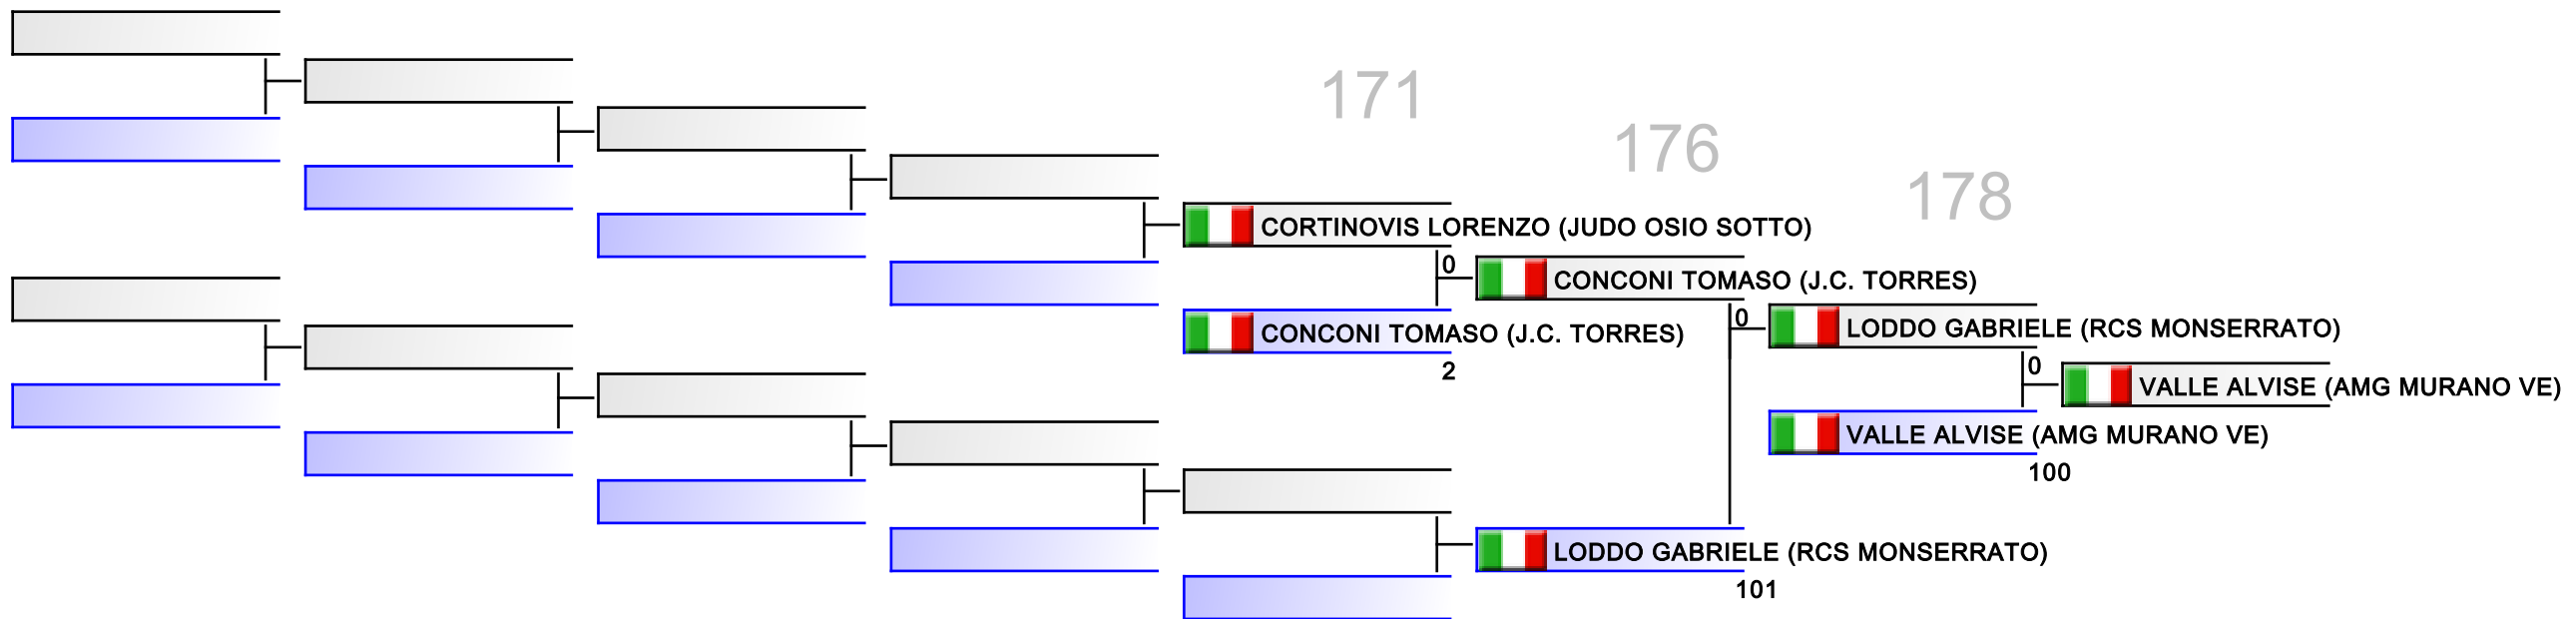 171
176
178
CORTINOVIS LORENZO (JUDO OSIO SOTTO)
0
CONCONI TOMASO (J.C. TORRES)
0
LODDO GABRIELE (RCS MONSERRATO)
CONCONI TOMASO (J.C. TORRES)
2
0
VALLE ALVISE (AMG MURANO VE)
VALLE ALVISE (AMG MURANO VE)
100
LODDO GABRIELE (RCS MONSERRATO)
101